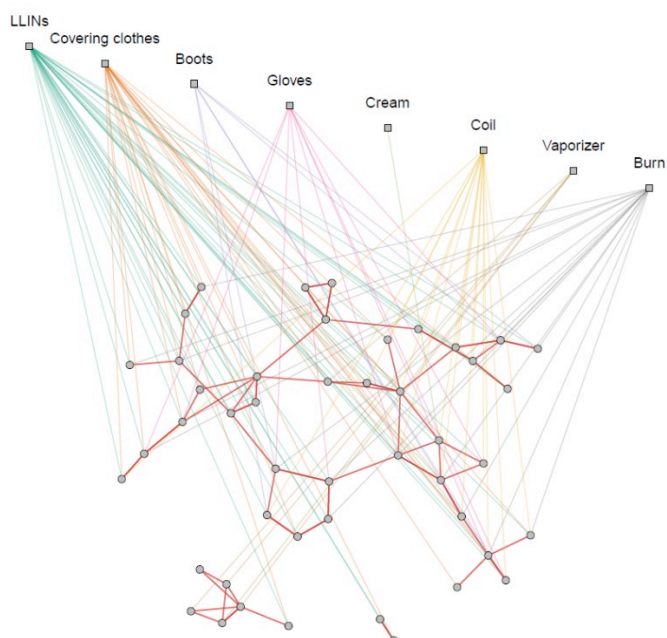 LLINs
Covering clothes
Boots
Gloves
Cream
Coil
Vaporizer
Burn